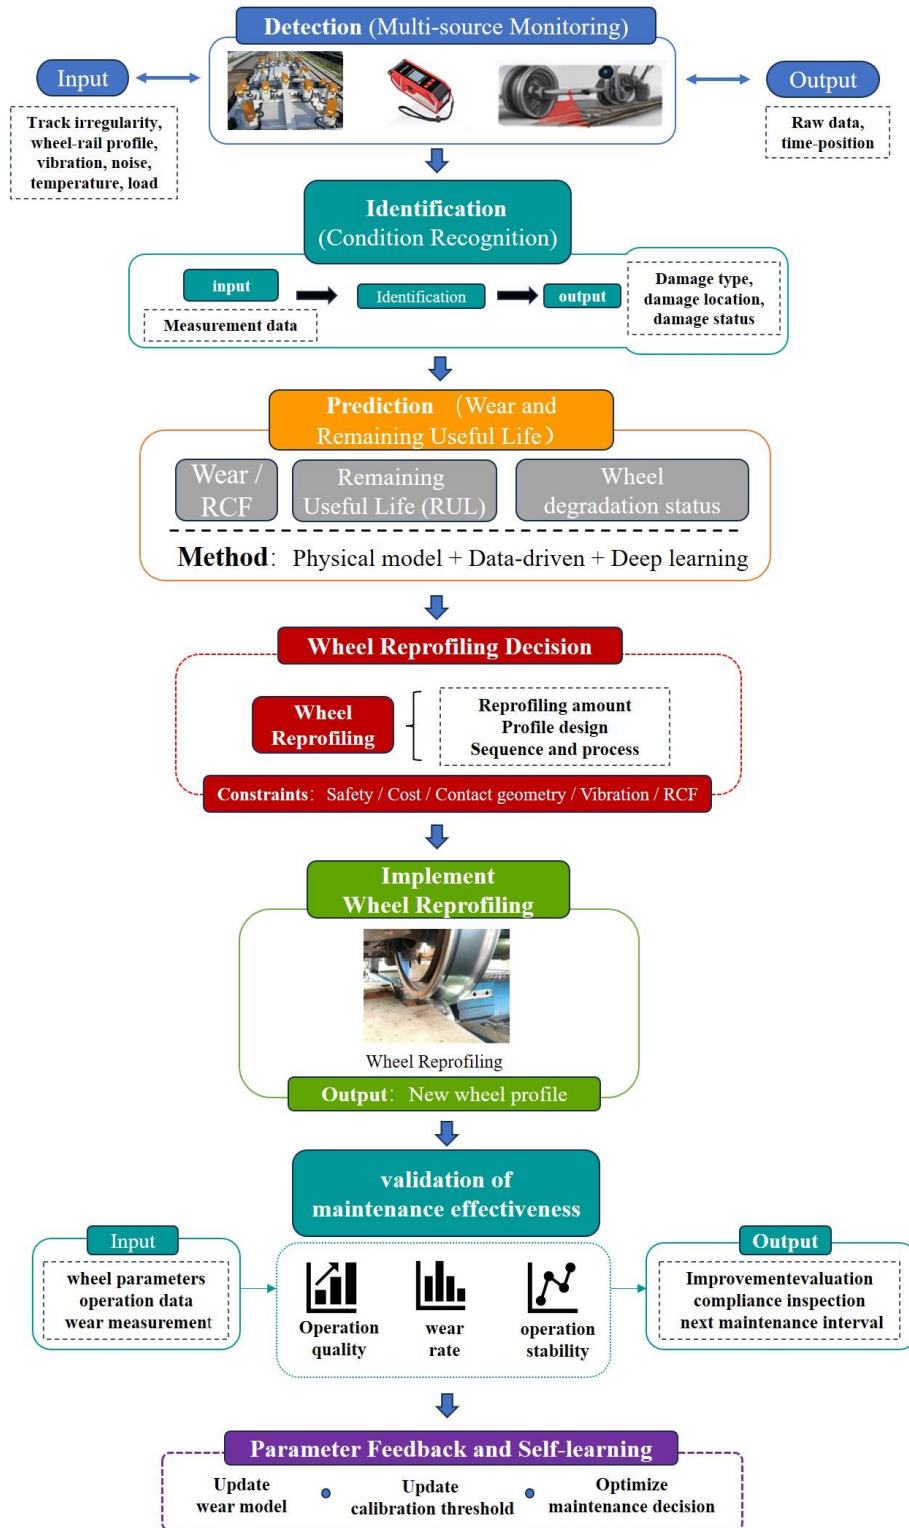 Detection (Multi-source Monitoring)
Input
Track irregularity,
wheel-rail profile,
vibration, noise,
temperature, load
Output
Raw data,
time-position
Identification
(Condition Recognition)
input
Measurement data
Identification
output
Damage type,
damage location,
damage status
Prediction （Wear and
Remaining Useful Life）
Wear /
RCF
Remaining
Useful Life (RUL)
Wheel
degradation status
Method： Physical model + Data-driven + Deep learning
Wheel Reprofiling Decision
Wheel
Reprofiling
Reprofiling amount
Profile design
Sequence and process
Constraints： Safety / Cost / Contact geometry / Vibration / RCF
Implement
Wheel Reprofiling
Wheel Reprofiling
Output： New wheel profile
validation of
maintenance effectiveness
Input
wheel parameters
operation data
wear measurement
Operation
quality
wear
rate
operation
stability
Output
Improvementevaluation
compliance inspection
next maintenance interval
Parameter Feedback and Self-learning
Update
wear model
Update
calibration threshold
Optimize
maintenance decision